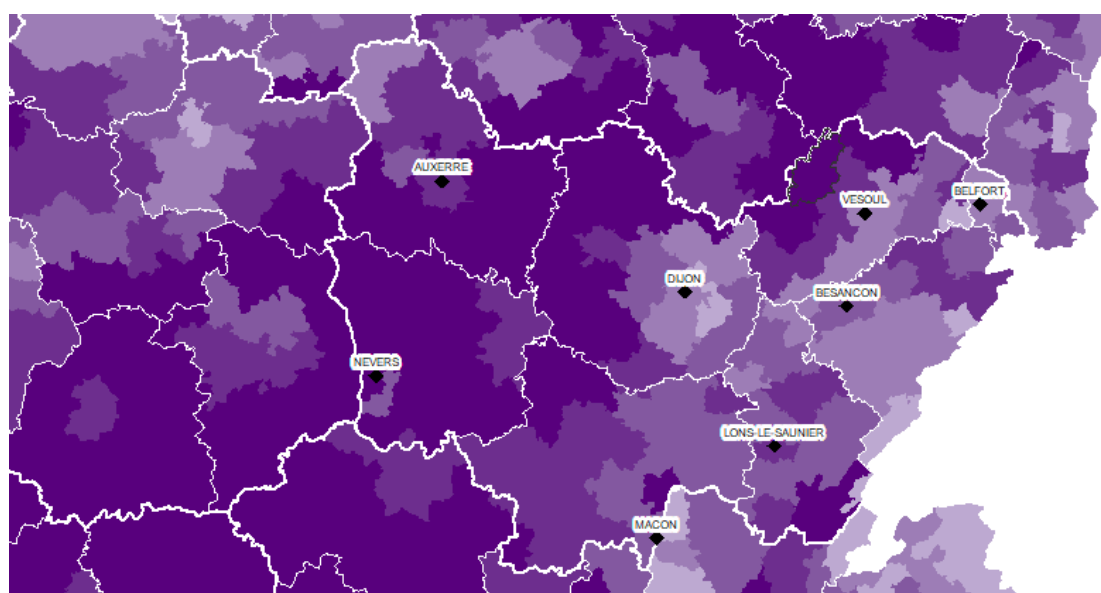 AUXERRE
BELFORT
VESOUL
DIJON
BESANCON
NEVERS
LONS-LE-SAUNIER
MACON